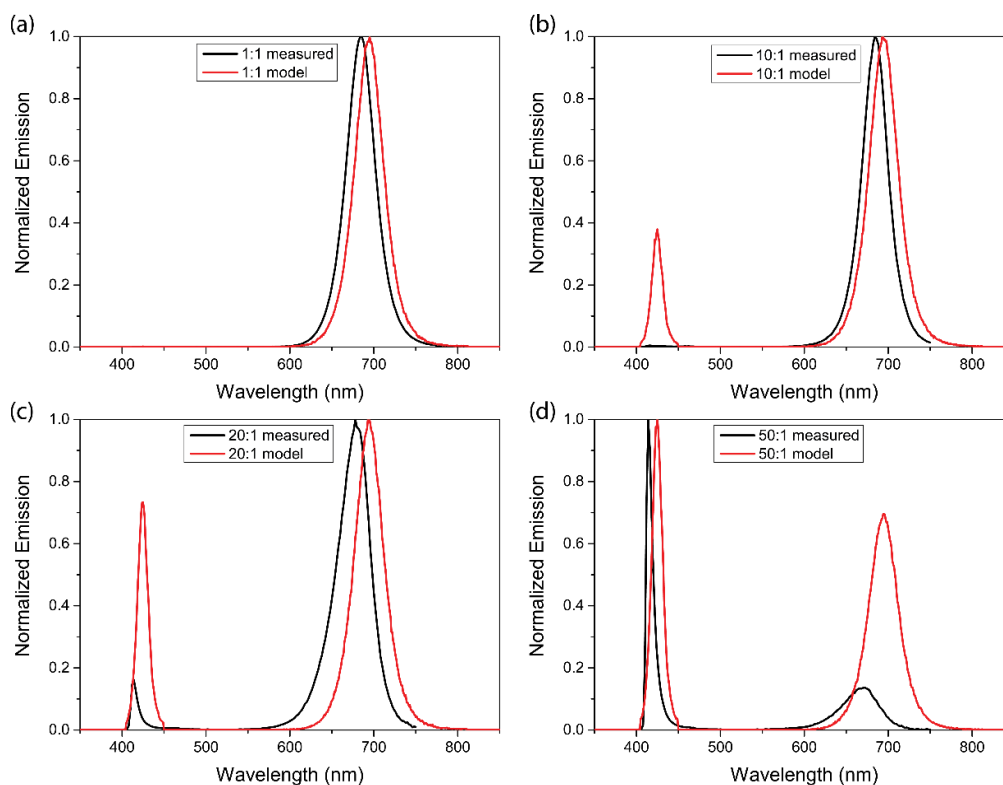 (a)
1:1 measured
1:1 model
1.0
0.8
0.6
0.4
0.2
0.0
Normalized Emission
400
500
600
700
800
Wavelength (nm)
(b)
10:1 measured
10:1 model
1.0
0.8
0.6
0.4
0.2
0.0
Normalized Emission
400
500
600
700
800
Wavelength (nm)
(c)
20:1 measured
20:1 model
1.0
0.8
0.6
0.4
0.2
0.0
Normalized Emission
400
500
600
700
800
Wavelength (nm)
(d)
50:1 measured
50:1 model
1.0
0.8
0.6
0.4
0.2
0.0
Normalized Emission
400
500
600
700
800
Wavelength (nm)